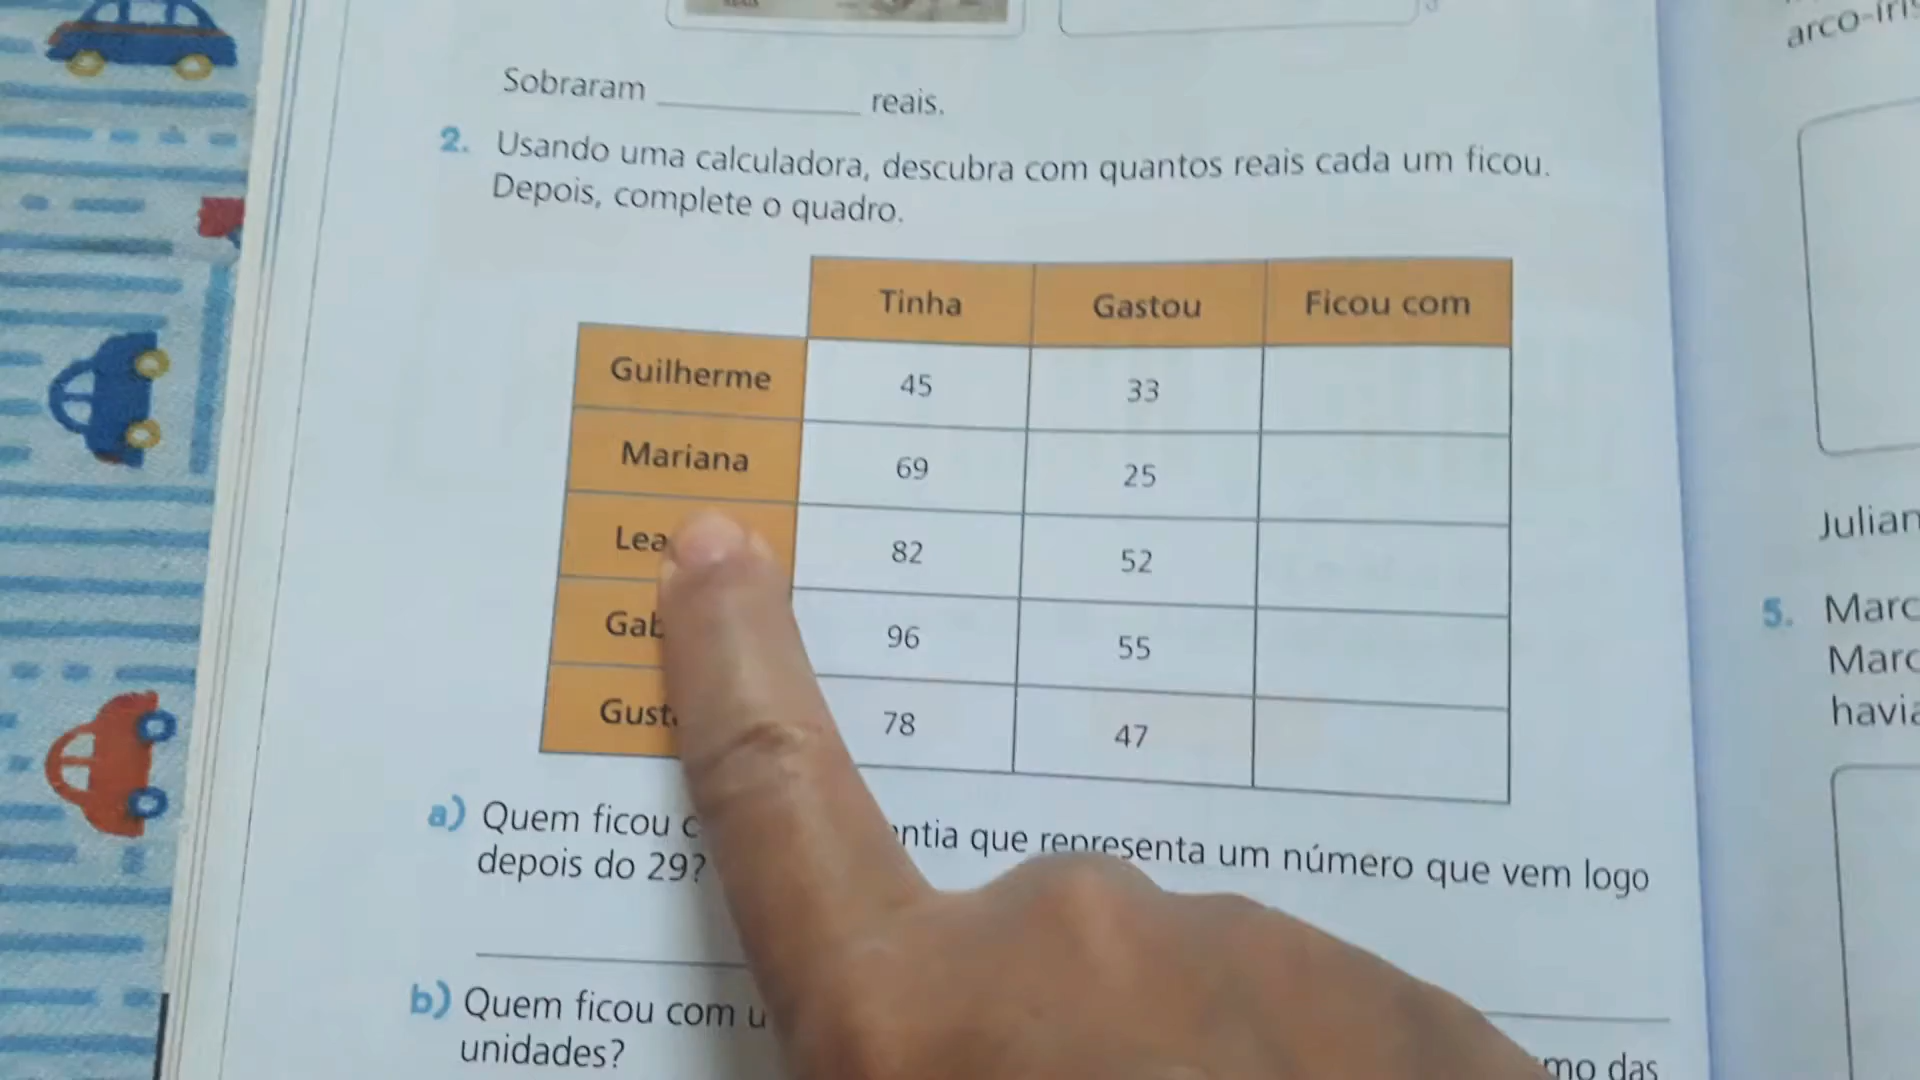 arco-íris
Sobraram ____ reais.
2. Usando uma calculadora, descubra com quantos reais cada um ficou.
Depois, complete o quadro.
Tinha Gastou Ficou com
Guilherme 45 33
Mariana 69 25
Lea 82 52
Gab 96 55
Gust 78 47
a) Quem ficou c ntia que representa um número que vem logo
depois do 29?
b) Quem ficou com u mo das
unidades?
Julian
5. Marc
Marc
havia